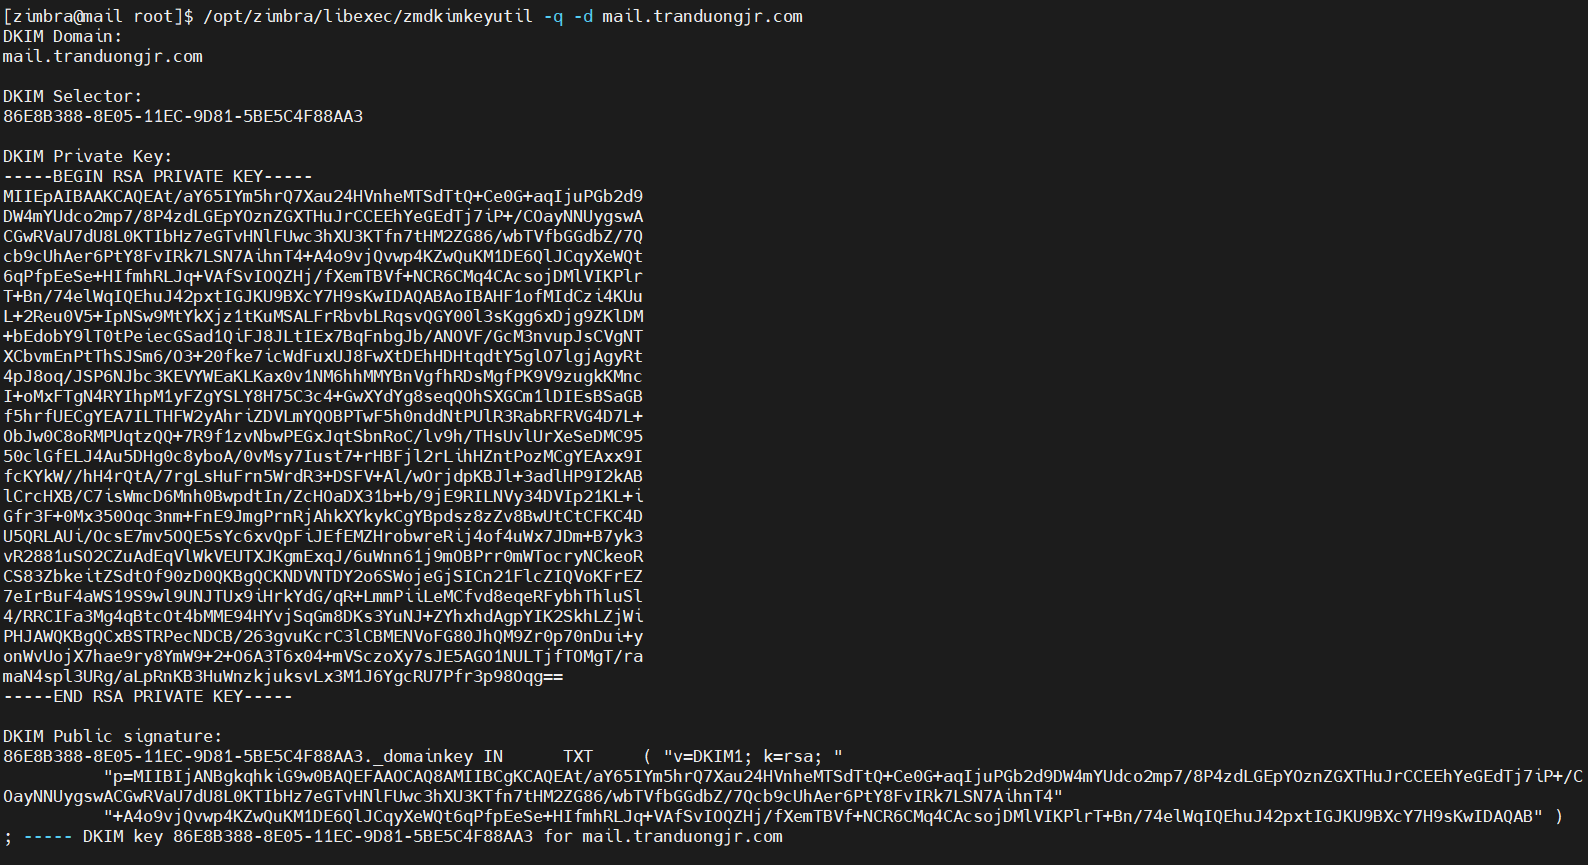 [zimbra@mail root]$ /opt/zimbra/libexec/zmdkimkeyutil -q -d mail.tranduongjr.com
DKIM Domain:
mail.tranduongjr.com
DKIM Selector:
86E8B388-8E05-11EC-9D81-5BE5C4F88AA3
DKIM Private Key:
-----BEGIN RSA PRIVATE KEY-----
MIIEpAIBAAKCAQEAt/aY65IYm5hrQ7Xau24HVnheMTSdTtQ+Ce0G+aqIjuPGb2d9
DW4mYUdco2mp7/8P4zdLGEpYOznZGXTHuJrCCEEhYeGEdTj7iP+/COayNNUygswA
CGwRVaU7dU8L0KTIbHz7eGTvHNlFUwc3hXU3KTfn7tHM2ZG86/wbTVfbGGdbZ/7Q
cb9cUhAer6PtY8FvIRk7LSN7AihnT4+A4o9vjQvwp4KZwQuKM1DE6QlJCqyXeWQt
6qPfpEeSe+HIfmhRLJq+VAfSvIOQZHj/fXemTBVf+NCR6CMq4CAcsojDMlVIKPlr
T+Bn/74elWqIQEhuJ42pxtIGJKU9BXcY7H9sKwIDAQABAoIBAHF1ofMIdCzi4KUu
L+2Reu0V5+IpNSw9MtYkXjz1tKuMSALFrRbvbLRqsvQGY00l3sKgg6xDjg9ZKlDM
+bEdobY9lT0tPeiecGSad1QiFJ8JLtIEx7BqFnbgJb/ANOVF/GcM3nvupJsCVgNT
XCbvmEnPtThSJSm6/O3+20fke7icWdFuxUJ8FwXtDEhHDHtqdtY5glO7lgjAgyRt
4pJ8oq/JSP6NJbc3KEVYWEaKLKax0v1NM6hhMMYBnVgfhRDsMgfPK9V9zugkKMnc
I+oMxFTgN4RYIhpM1yFZgYSLY8H75C3c4+GwXYdYg8seqQOhSXGCm1lDIEsBSaGB
f5hrfUECgYEA7ILTHFW2yAhriZDVLmYQOBPTwF5h0nddNtPUlR3RabRFRVG4D7L+
ObJw0C8oRMPUqtzQQ+7R9f1zvNbwPEGxJqtSbnRoC/lv9h/THsUvlUrXeSeDMC95
50clGfELJ4Au5DHg0c8yboA/0vMsy7Iust7+rHBFjl2rLihHZntPozMCgYEAxx9I
fcKYkW//hH4rQtA/7rgLsHuFrn5WrdR3+DSFV+Al/wOrjdpKBJl+3adlHP9I2kAB
lCrcHXB/C7isWmcD6Mnh0BwpdtIn/ZcHOaDX31b+b/9jE9RILNVy34DVIp21KL+i
Gfr3F+0Mx350Oqc3nm+FnE9JmgPrnRjAhkXYkykCgYBpdsz8zZv8BwUtCtCFKC4D
U5QRLAUi/OcsE7mv5OQE5sYc6xvQpFiJEfEMZHrobwreRij4of4uWx7JDm+B7yk3
vR2881uSO2CZuAdEqVlWkVEUTXJKgmExqJ/6uWnn61j9mOBPrr0mWTocryNCkeoR
CS83ZbkeitZSdtOf90zD0QKBgQCKNDVNTDY2o6SWojeGjSICn21FlcZIQVoKFrEZ
7eIrBuF4aWS19S9wl9UNJTUx9iHrkYdG/qR+LmmPiiLeMCfvd8eqeRFybhThluSl
4/RRCIFa3Mg4qBtcOt4bMME94HYvjSqGm8DKs3YuNJ+ZYhxhdAgpYIK2SkhLZjWi
PHJAWQKBgQCxBSTRPecNDCB/263gvuKcrC3lCBMENVoFG80JhQM9Zr0p70nDui+y
onWvUojX7hae9ry8YmW9+2+O6A3T6x04+mVSczoXy7sJE5AGO1NULTjfTOMgT/ra
maN4spl3URg/aLpRnKB3HuWnzkjuksvLx3M1J6YgcRU7Pfr3p98Oqg==
-----END RSA PRIVATE KEY-----
DKIM Public signature:
86E8B388-8E05-11EC-9D81-5BE5C4F88AA3._domainkey IN TXT ( "v=DKIM1; k=rsa; "
"p=MIIBIjANBgkqhkiG9w0BAQEFAAOCAQ8AMIIBCgKCAQEAt/aY65IYm5hrQ7Xau24HVnheMTSdTtQ+Ce0G+aqIjuPGb2d9DW4mYUdco2mp7/8P4zdLGEpYOznZGXTHuJrCCEEhYeGEdTj7iP+/C
OayNNUygswACGwRVaU7dU8L0KTIbHz7eGTvHNlFUwc3hXU3KTfn7tHM2ZG86/wbTVfbGGdbZ/7Qcb9cUhAer6PtY8FvIRk7LSN7AihnT4"
"+A4o9vjQvwp4KZwQuKM1DE6QlJCqyXeWQt6qPfpEeSe+HIfmhRLJq+VAfSvIOQZHj/fXemTBVf+NCR6CMq4CAcsojDMlVIKPlrT+Bn/74elWqIQEhuJ42pxtIGJKU9BXcY7H9sKwIDAQAB" )
; ----- DKIM key 86E8B388-8E05-11EC-9D81-5BE5C4F88AA3 for mail.tranduongjr.com